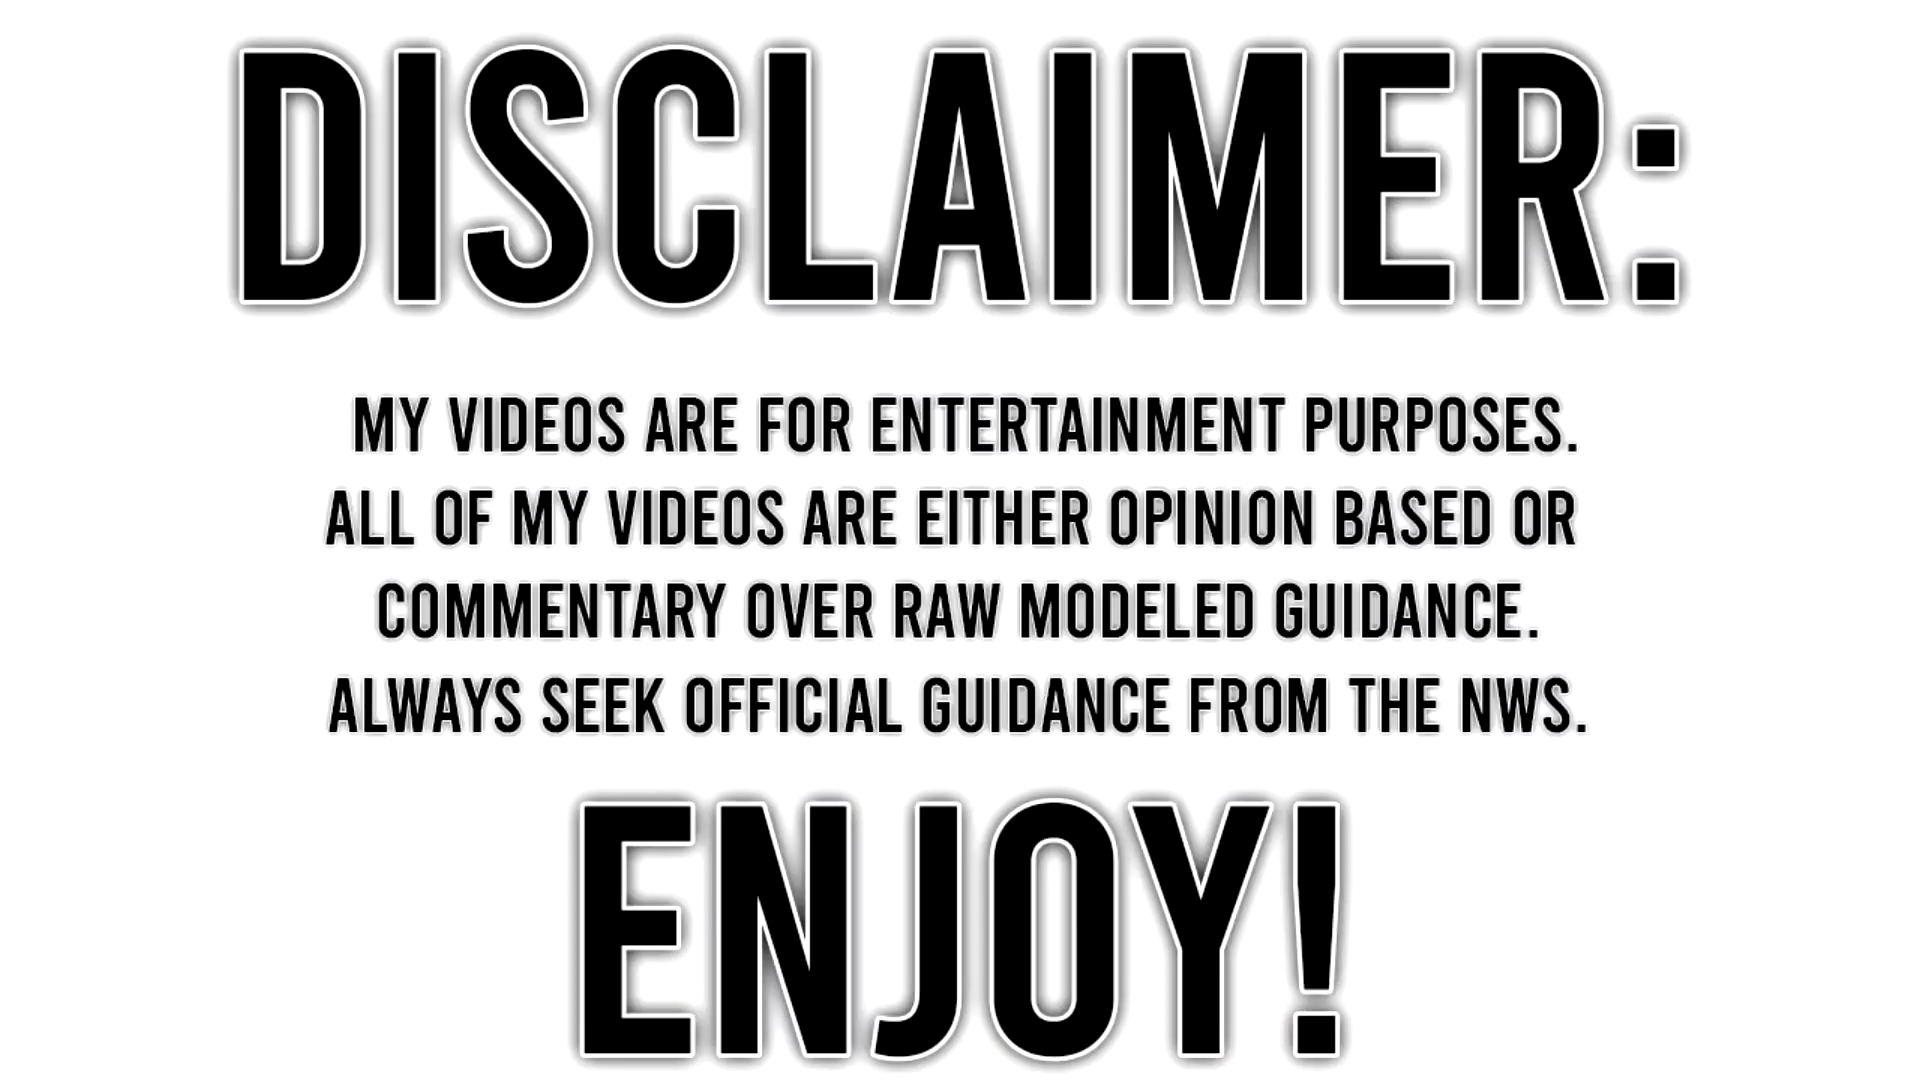 DISCLAIMER:
MY VIDEOS ARE FOR ENTERTAINMENT PURPOSES.
ALL OF MY VIDEOS ARE EITHER OPINION BASED OR
COMMENTARY OVER RAW MODELED GUIDANCE.
ALWAYS SEEK OFFICIAL GUIDANCE FROM THE NWS.
ENJOY!